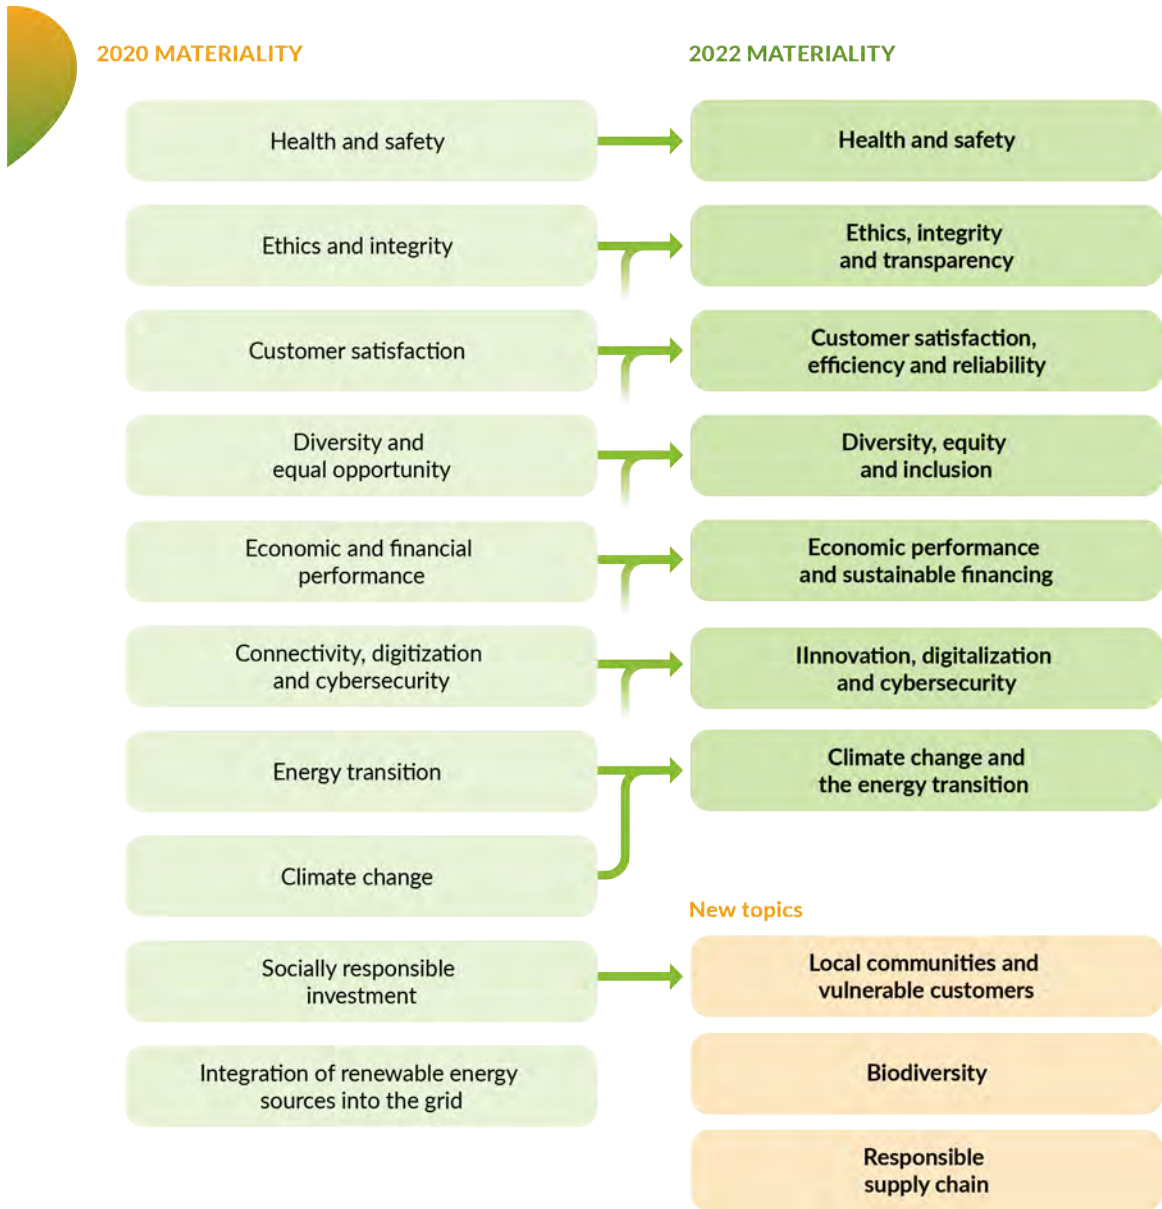 2020 MATERIALITY
2022 MATERIALITY
Health and safety
Health and safety
Ethics and integrity
Ethics, integrity
and transparency
Customer satisfaction
Customer satisfaction,
efficiency and reliability
Diversity and
equal opportunity
Diversity, equity
and inclusion
Economic and financial
performance
Economic performance
and sustainable financing
Connectivity, digitization
and cybersecurity
IInnovation, digitalization
and cybersecurity
Energy transition
Climate change and
the energy transition
Climate change
New topics
Socially responsible
investment
Local communities and
vulnerable customers
Integration of renewable energy
sources into the grid
Biodiversity
Responsible
supply chain